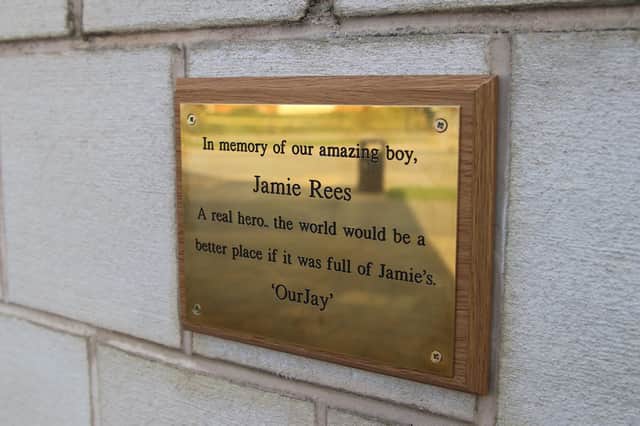 In memory of our amazing boy,
Jamie Rees
A real hero.. the world would be a
better place if it was full of Jamie's.
'OurJay'